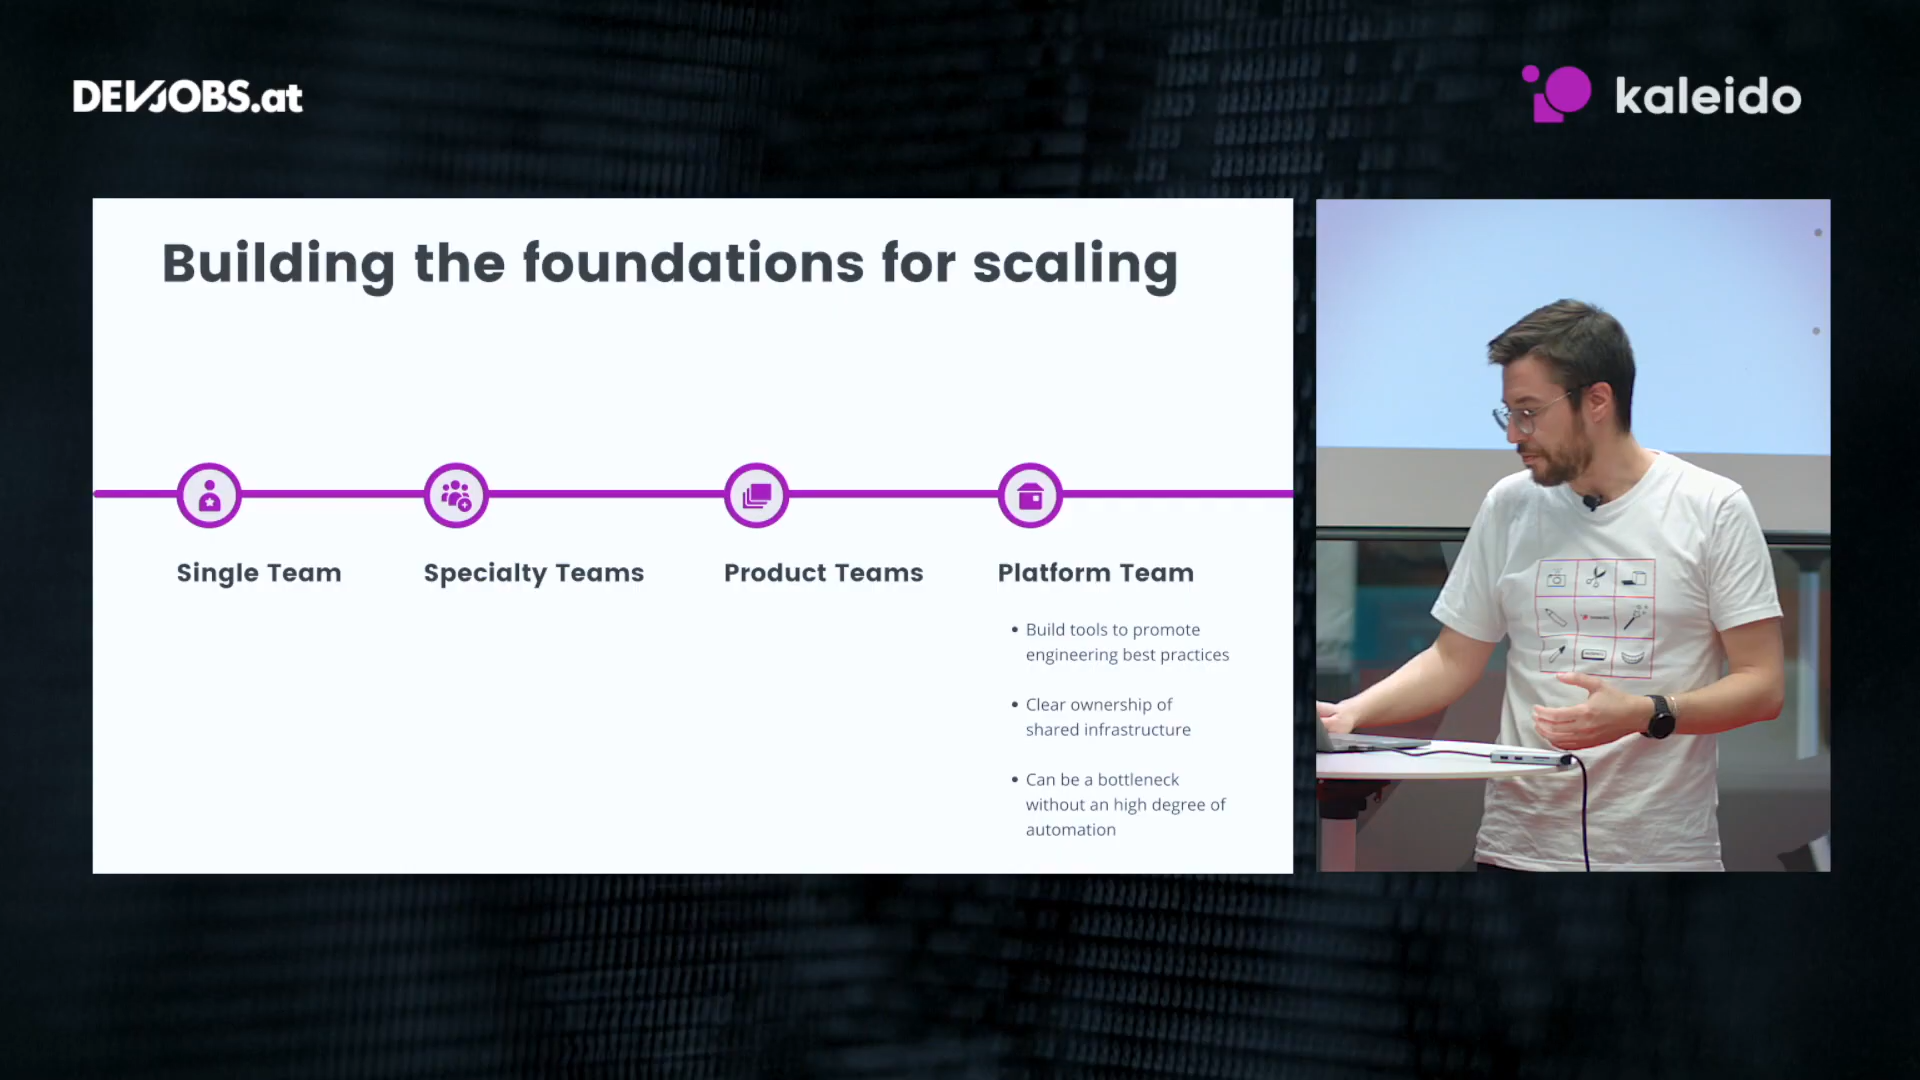 DEVJOBS.at
kaleido
Building the foundations for scaling
Single Team
Specialty Teams
Product Teams
Platform Team
• Build tools to promote
engineering best practices
• Clear ownership of
shared infrastructure
• Can be a bottleneck
without an high degree of
automation